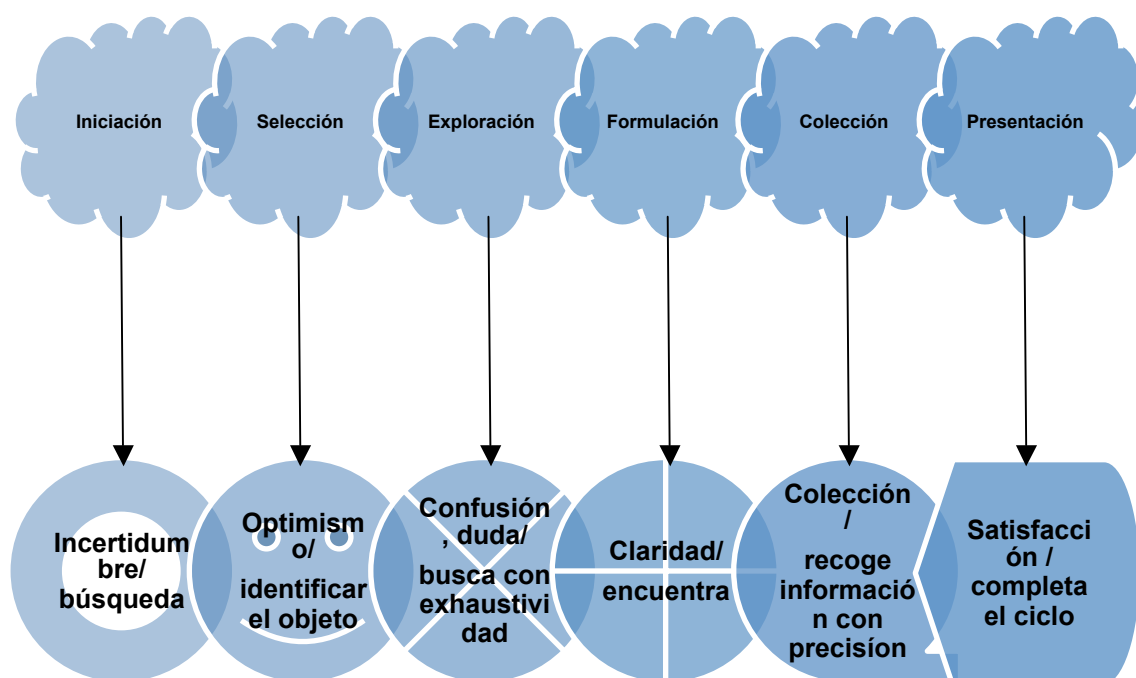 Iniciación
Selección
Exploración
Formulación
Colección
Presentación
Incertidum
bre/
búsqueda
Optimism
o/
identificar
el objeto
Confusión
, duda/
busca con
exhaustivi
dad
Claridad/
encuentra
Colección
/
recoge
informació
n con
precisíon
Satisfacci
ón /
completa
el ciclo